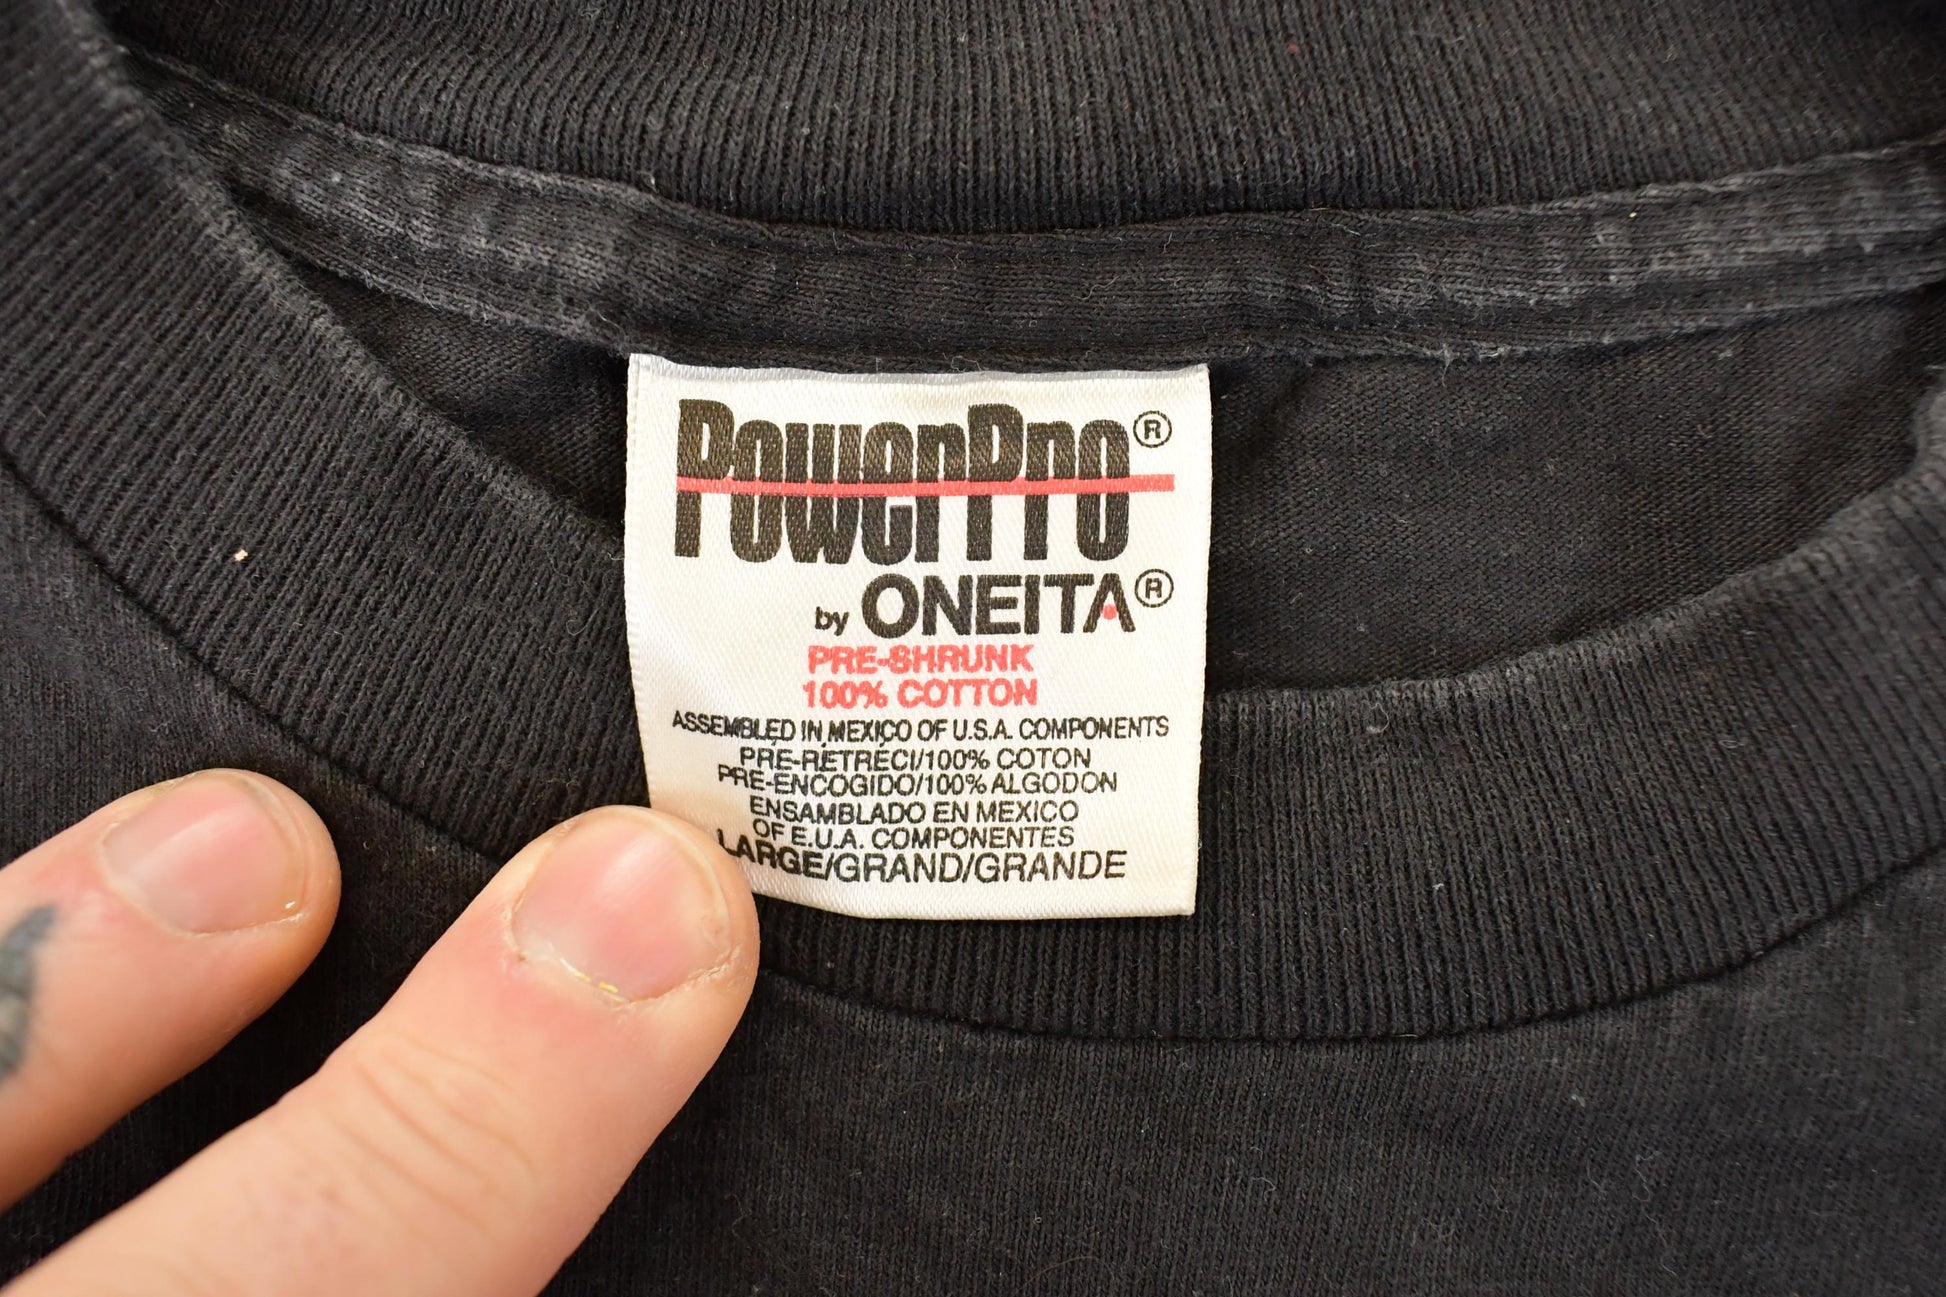 PowerPro®
by ONEITA®
PRE-SHRUNK
100% COTTON
ASSEMBLED IN MEXICO OF U.S.A. COMPONENTS
PRE-RÉTRÉCI/100% COTON
PRE-ENCOGIDO/100% ALGODON
ENSAMBLADO EN MEXICO
OF E.U.A. COMPONENTES
LARGE/GRAND/GRANDE